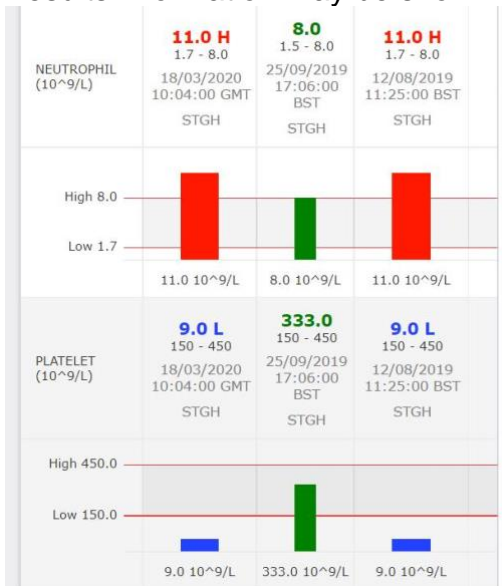 11.0 H 8.0 11.0 H
1.7 - 8.0 1.5 - 8.0 1.7 - 8.0
NEUTROPHIL
(10^9/L)
18/03/2020
10:04:00 GMT
25/09/2019
17:06:00
BST
12/08/2019
11:25:00 BST
STGH STGH STGH
High 8.0
Low 1.7
11.0 10^9/L 8.0 10^9/L 11.0 10^9/L
9.0 L 333.0 9.0 L
150 - 450 150 - 450 150 - 450
PLATELET
(10^9/L)
18/03/2020
10:04:00 GMT
25/09/2019
17:06:00
BST
12/08/2019
11:25:00 BST
STGH STGH STGH
High 450.0
Low 150.0
9.0 10^9/L 333.0 10^9/L 9.0 10^9/L